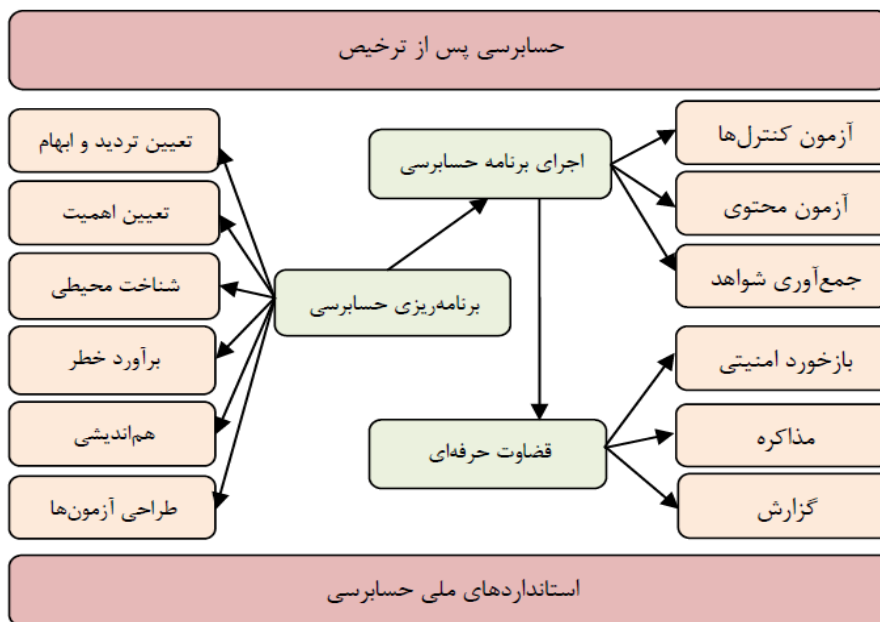 حسابرسی پس از ترخیص
آزمون کنترل‌ها
آزمون محتوی
جمع‌آوری شواهد
بازخورد امنیتی
مذاکره
گزارش
اجرای برنامه حسابرسی
برنامه‌ریزی حسابرسی
قضاوت حرفه‌ای
تعیین تردید و ابهام
تعیین اهمیت
شناخت محیطی
برآورد خطر
هم‌اندیشی
طراحی آزمون‌ها
استانداردهای ملی حسابرسی